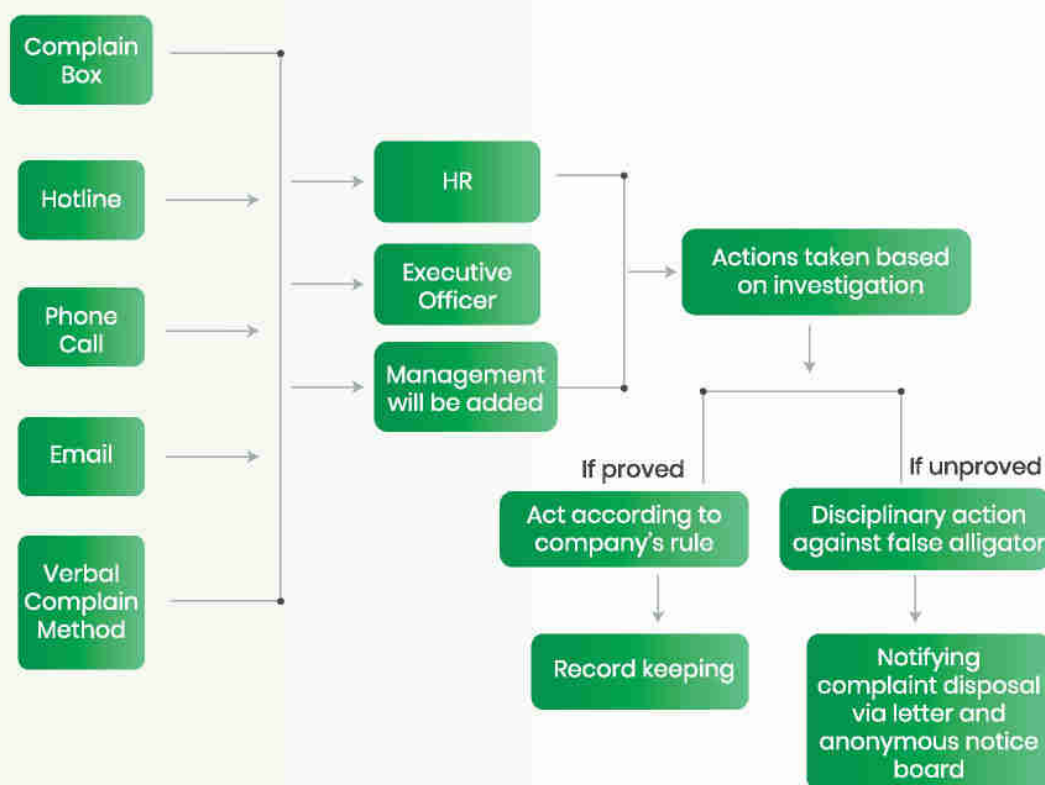 Complain
Box
Hotline
Phone
Call
Email
Verbal
Complain
Method
HR
Executive
Officer
Management
will be added
Actions taken based
on investigation
If proved
Act according to
company's rule
Record keeping
If unproved
Disciplinary action
against false alligator
Notifying
complaint disposal
via letter and
anonymous notice
board